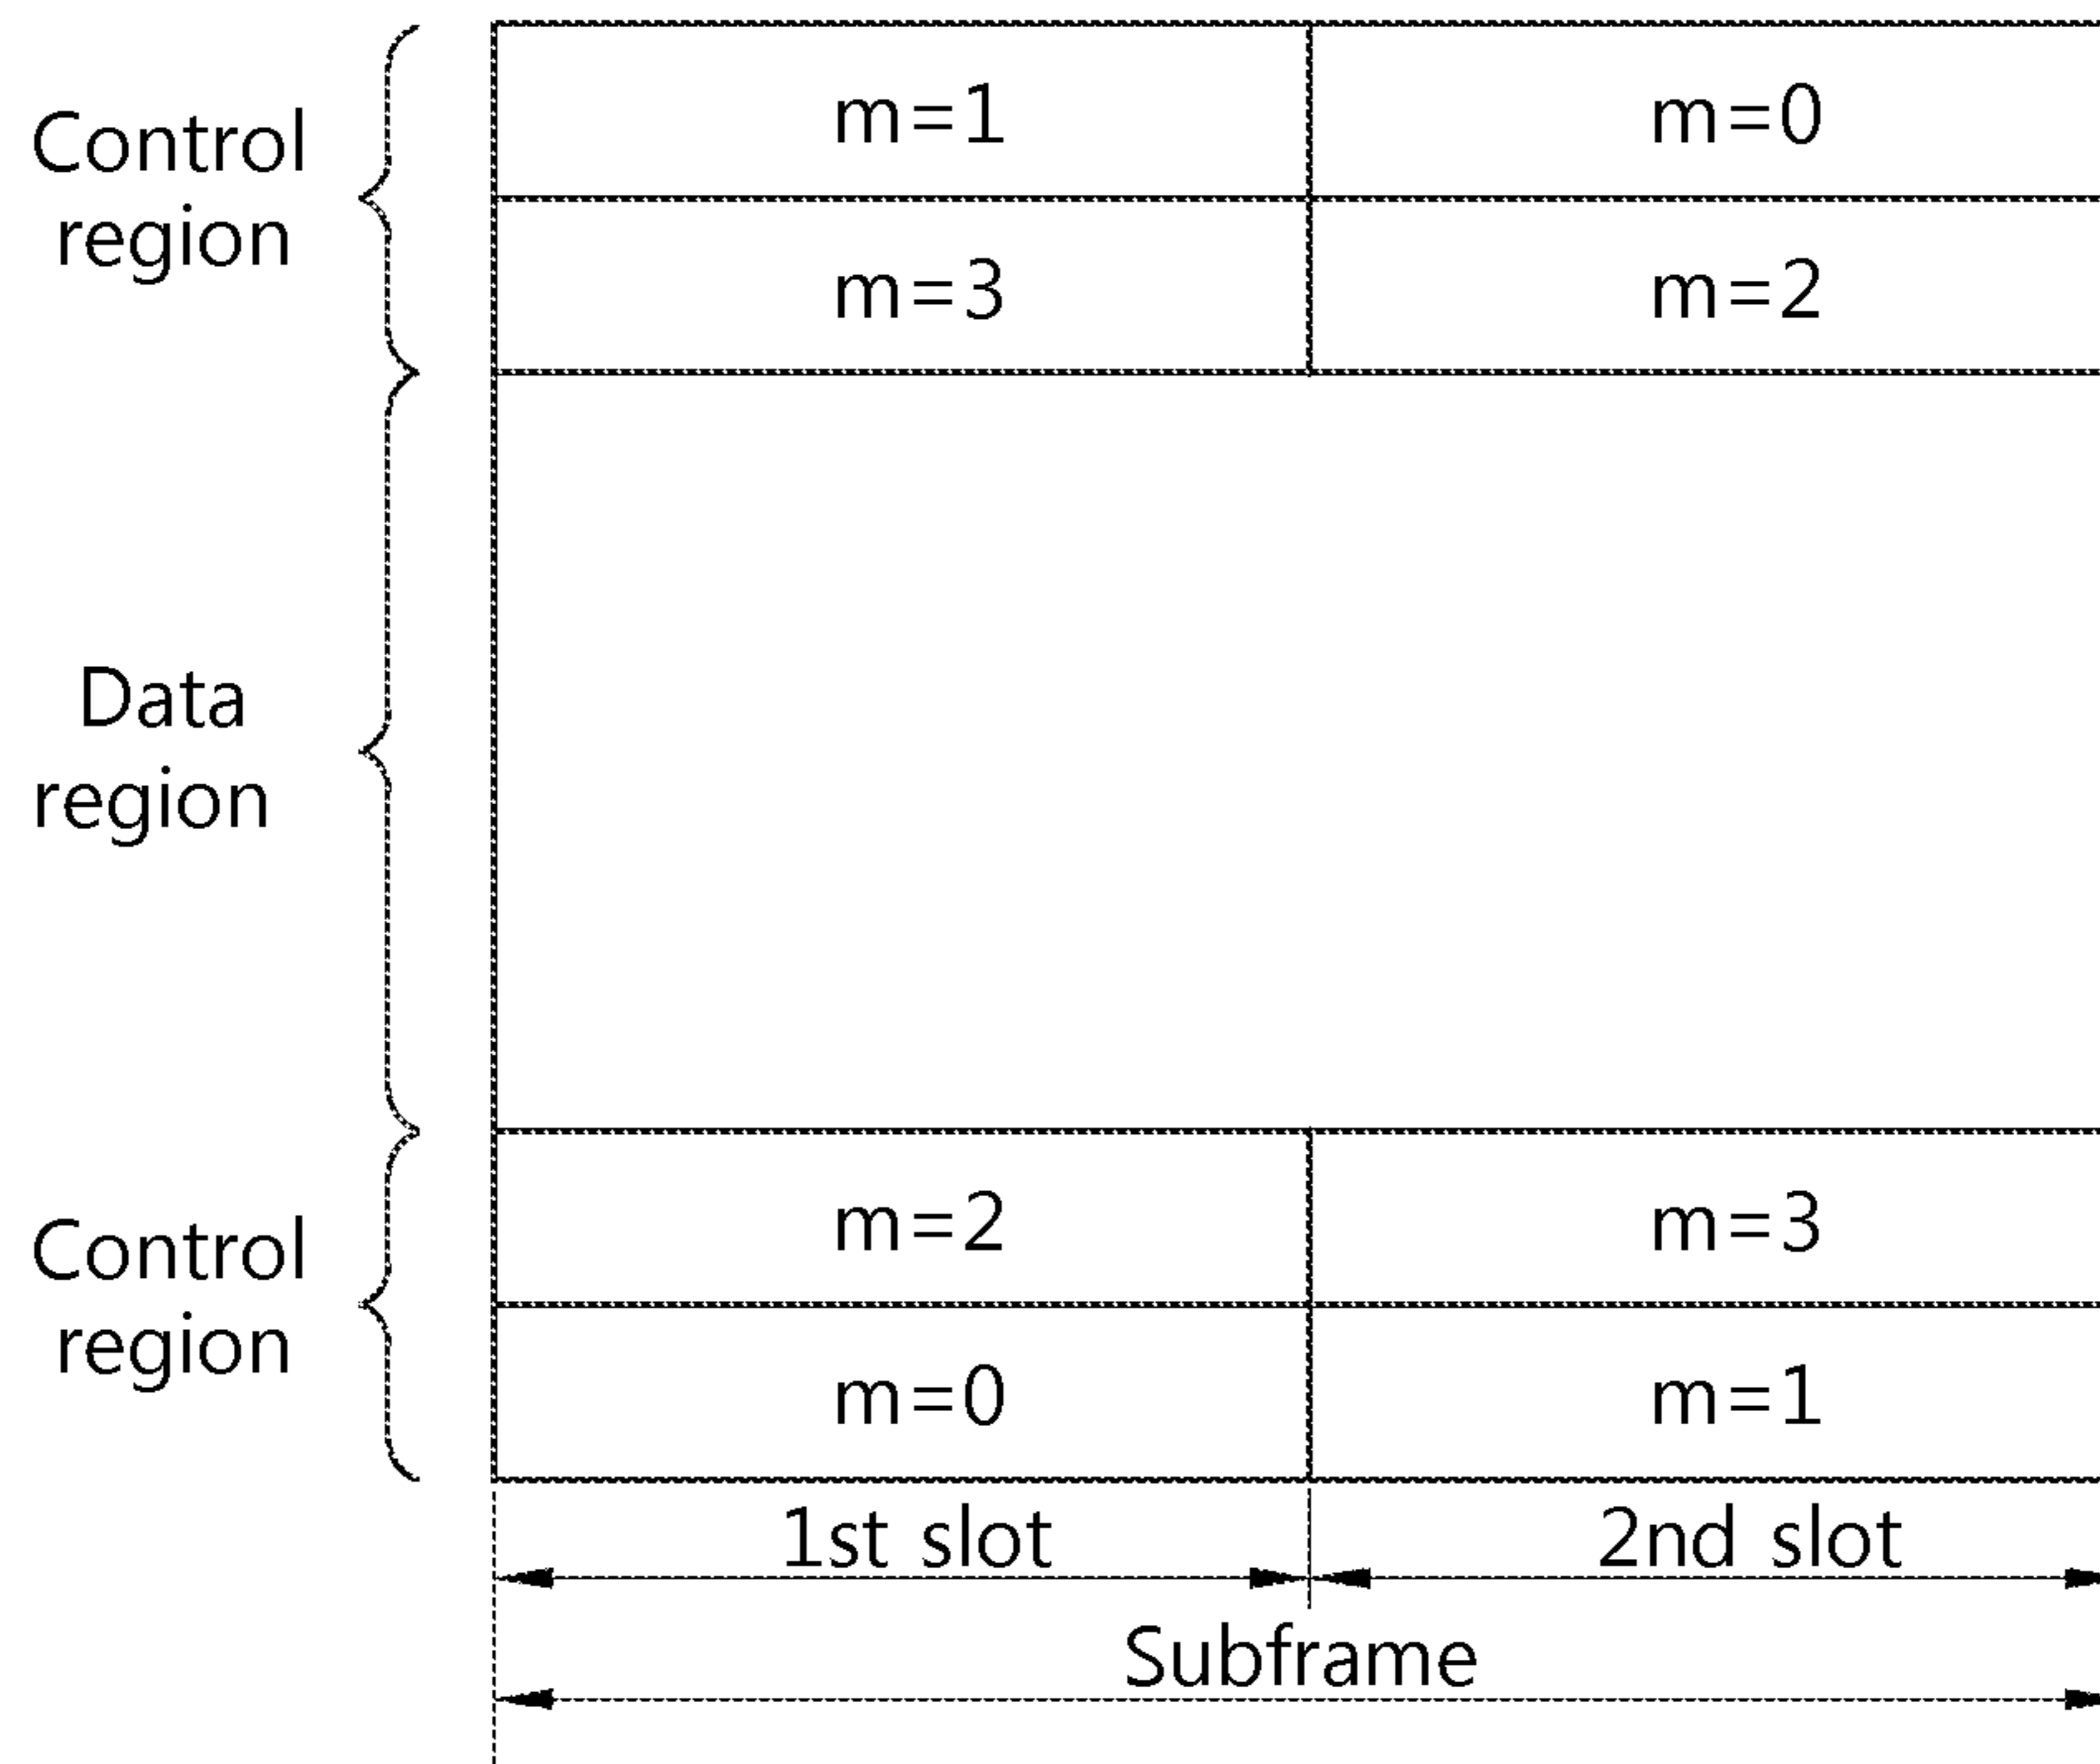 Control
region
m=1
m=0
m=3
m=2
Data
region
Control
region
m=2
m=3
m=0
m=1
1st slot
2nd slot
Subframe